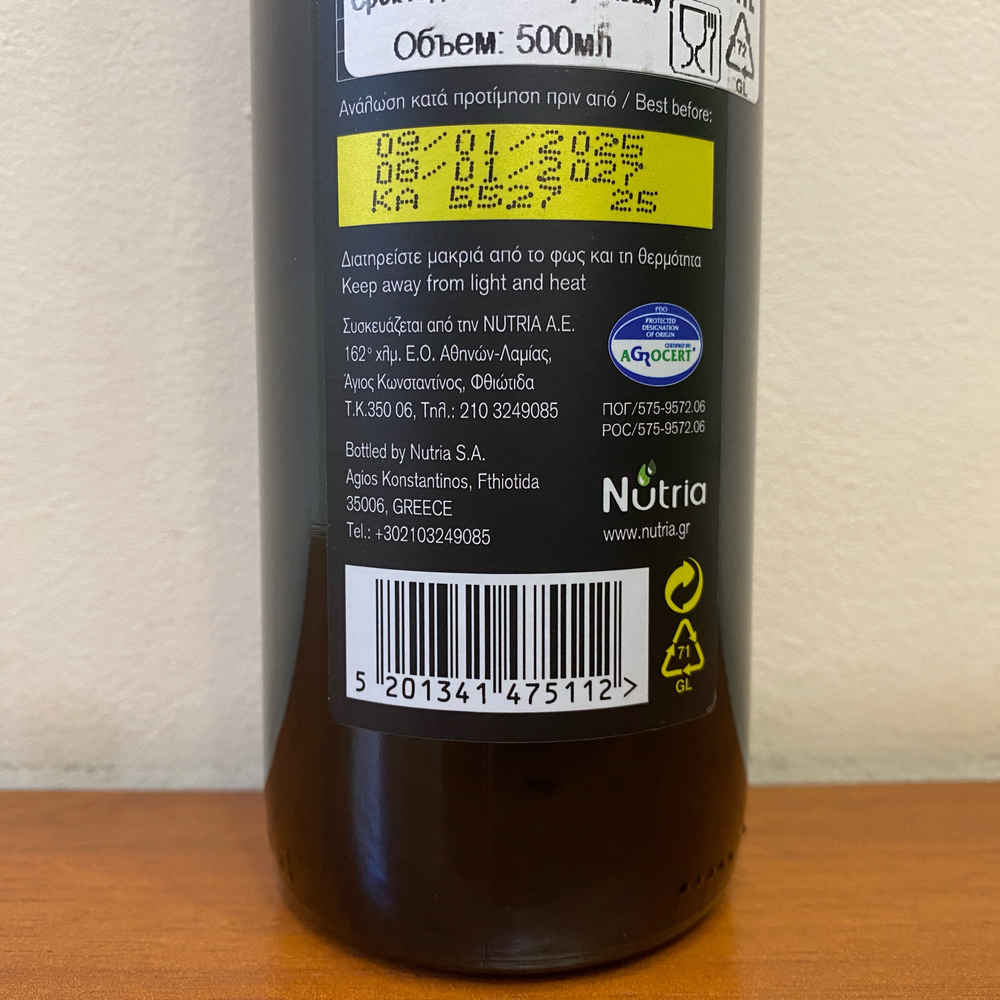 Объем: 500мл
72
GL
Ανάλωση κατά προτίμηση πριν από / Best before:
09/01/2025
08/01/2027
KA 5527 25
Διατηρείστε μακριά από το φως και τη θερμότητα
Keep away from light and heat
Συσκευάζεται από την NUTRIA A.E.
162° χλμ. Ε.Ο. Αθηνών-Λαμίας,
Άγιος Κωνσταντίνος, Φθιώτιδα
Τ.Κ.350 06, Τηλ.: 210 3249085
PDO
PROTECTED
DESIGNATION
OF ORIGIN
CERTIFIED BY:
AGROCERT
ΠΟΓ/575-9572.06
POC/575-9572.06
Bottled by Nutria S.A.
Agios Konstantinos, Fthiotida
35006, GREECE
Tel.: +302103249085
Nutria
www.nutria.gr
5 201341 475112 >
71
GL